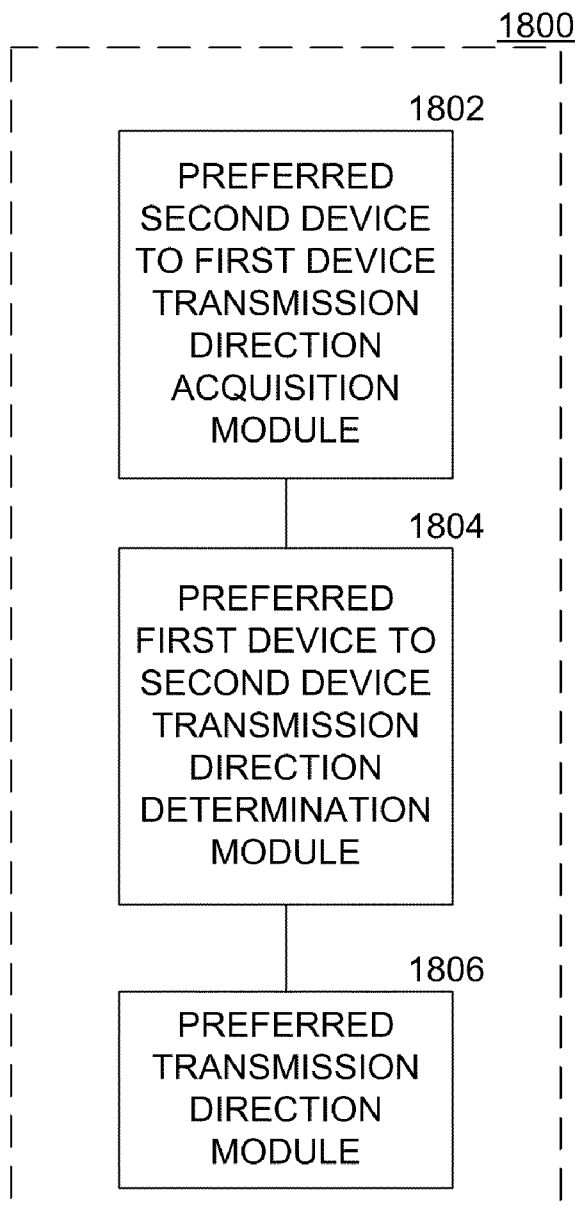 1800
1802
PREFERRED
SECOND DEVICE
TO FIRST DEVICE
TRANSMISSION
DIRECTION
ACQUISITION
MODULE
1804
PREFERRED
FIRST DEVICE TO
SECOND DEVICE
TRANSMISSION
DIRECTION
DETERMINATION
MODULE
1806
PREFERRED
TRANSMISSION
DIRECTION
MODULE